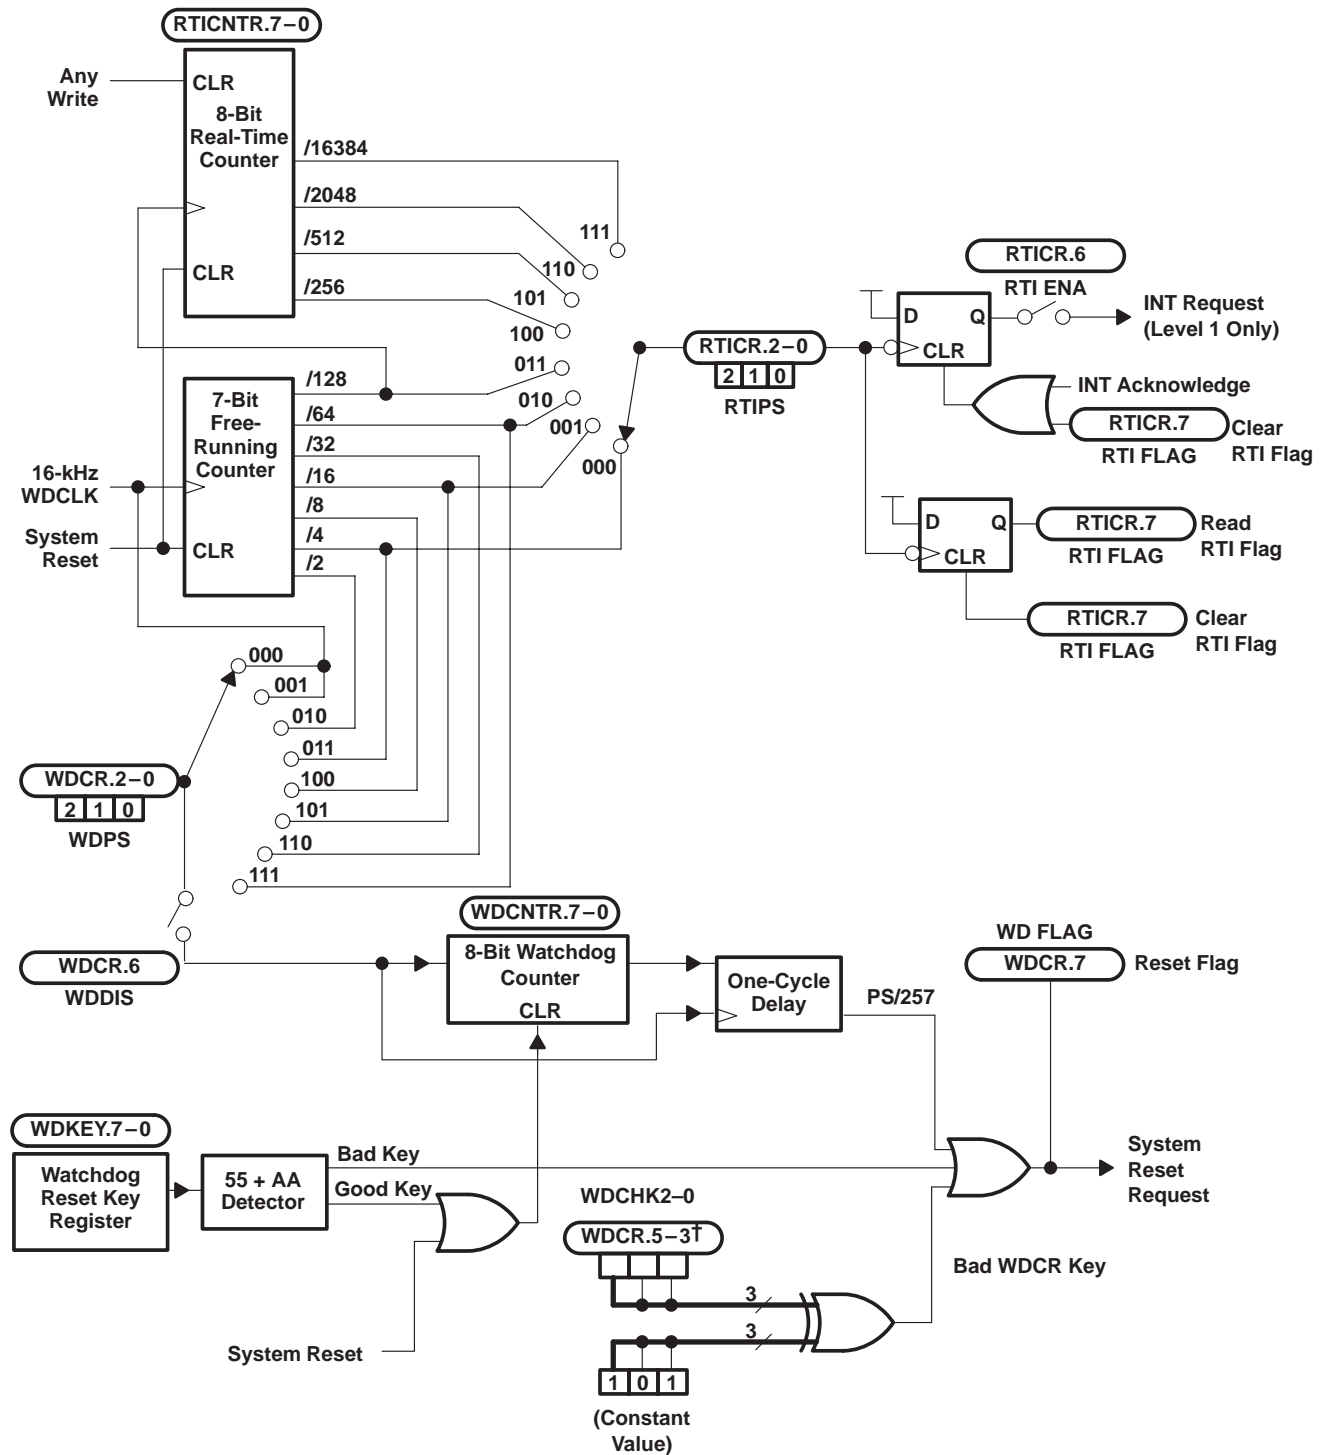 RTICNTR.7–0
Any
Write
CLR
8-Bit
Real-Time
Counter
CLR
/16384
/2048
/512
/256
111
110
101
100
011
010
001
000
RTICR.2–0
2 1 0
RTIPS
RTICR.6
RTI ENA
D Q
CLR
INT Request
(Level 1 Only)
INT Acknowledge
RTICR.7
RTI FLAG
Clear
RTI Flag
D Q
CLR
RTICR.7
RTI FLAG
Read
RTI Flag
RTICR.7
RTI FLAG
Clear
RTI Flag
7-Bit
Free-
Running
Counter
CLR
16-kHz
WDCLK
System
Reset
/128
/64
/32
/16
/8
/4
/2
000
001
010
011
100
101
110
111
WDCR.2–0
2 1 0
WDPS
WDCR.6
WDDIS
WDCNTR.7–0
8-Bit Watchdog
Counter
CLR
One-Cycle
Delay
PS/257
WD FLAG
WDCR.7
Reset Flag
WDKEY.7–0
Watchdog
Reset Key
Register
55 + AA
Detector
Bad Key
Good Key
System Reset
WDCHK2–0
WDCR.5–3†
3
3
1 0 1
(Constant
Value)
Bad WDCR Key
System
Reset
Request